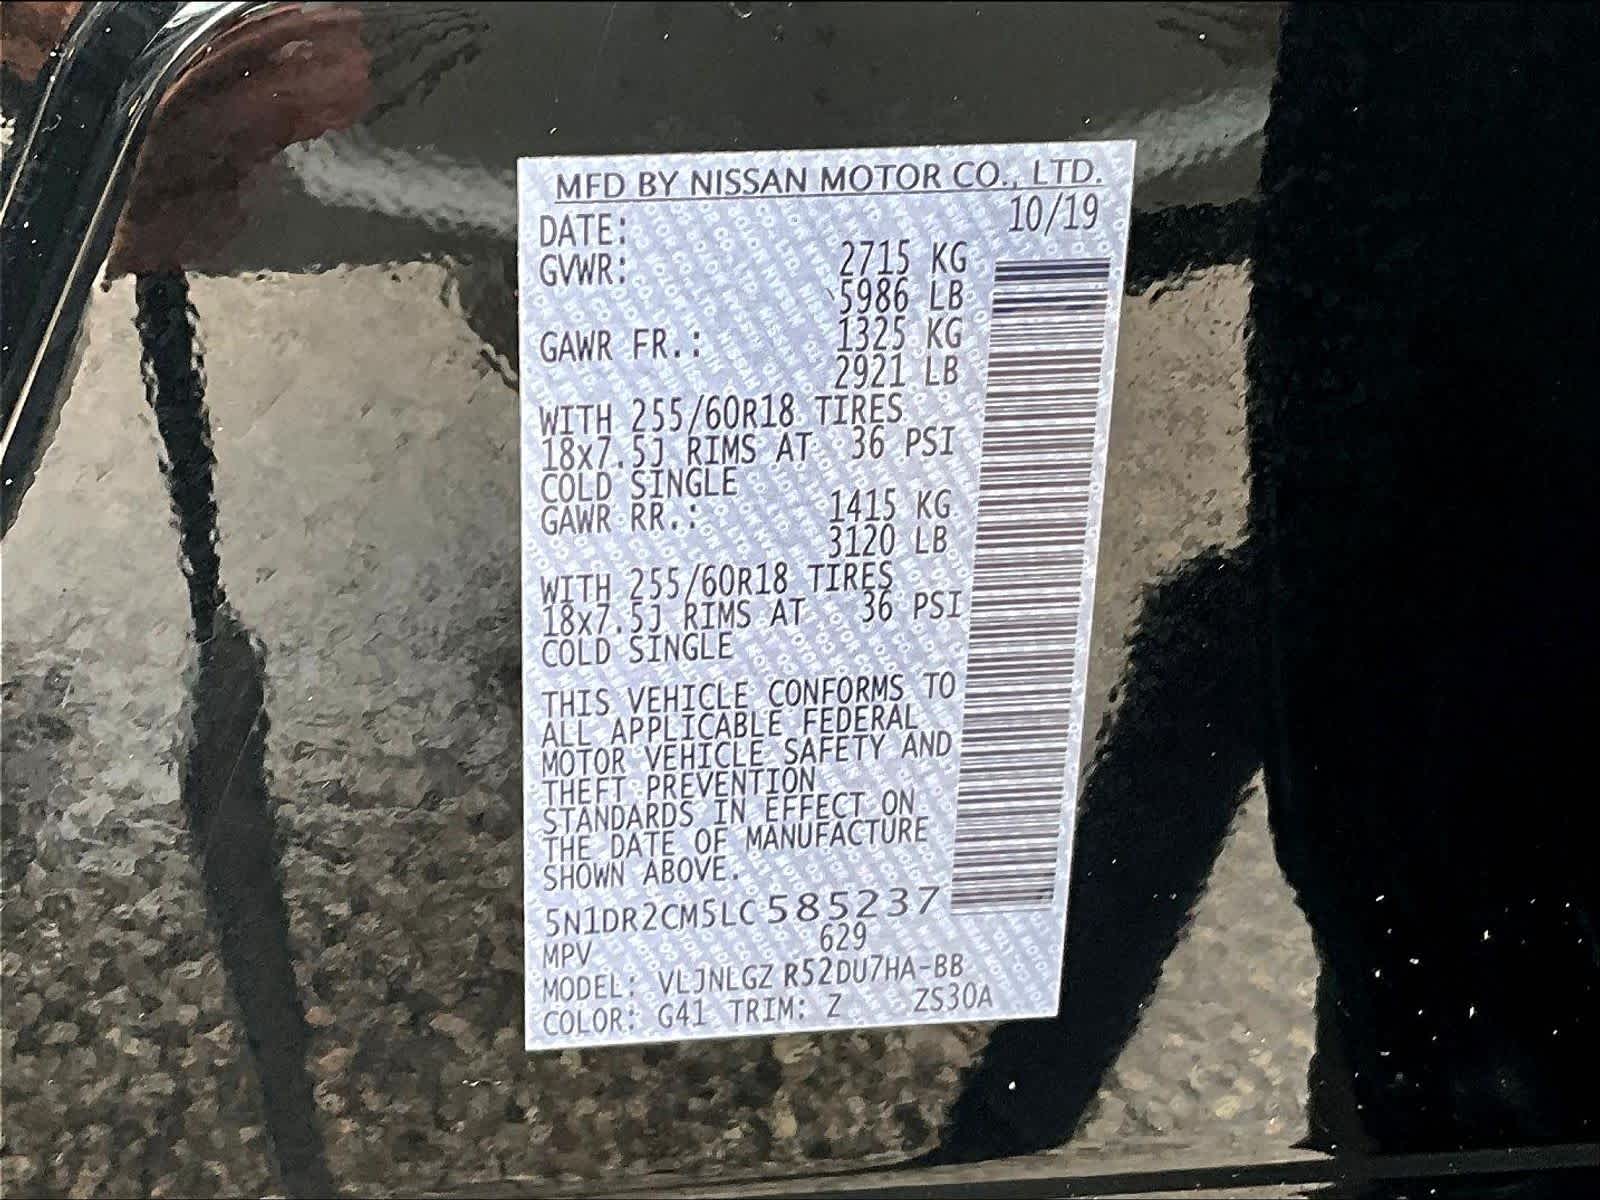 MFD BY NISSAN MOTOR CO., LTD.
DATE: 10/19
GVWR: 2715 KG
5986 LB
GAWR FR.: 1325 KG
2921 LB
WITH 255/60R18 TIRES
18x7.5J RIMS AT 36 PSI
COLD SINGLE
GAWR RR.: 1415 KG
3120 LB
WITH 255/60R18 TIRES
18x7.5J RIMS AT 36 PSI
COLD SINGLE
THIS VEHICLE CONFORMS TO
ALL APPLICABLE FEDERAL
MOTOR VEHICLE SAFETY AND
THEFT PREVENTION
STANDARDS IN EFFECT ON
THE DATE OF MANUFACTURE
SHOWN ABOVE.
5N1DR2CM5LC585237
MPV 629
MODEL: VLJNLGZ R52DU7HA-BB
COLOR: G41 TRIM: Z ZS30A